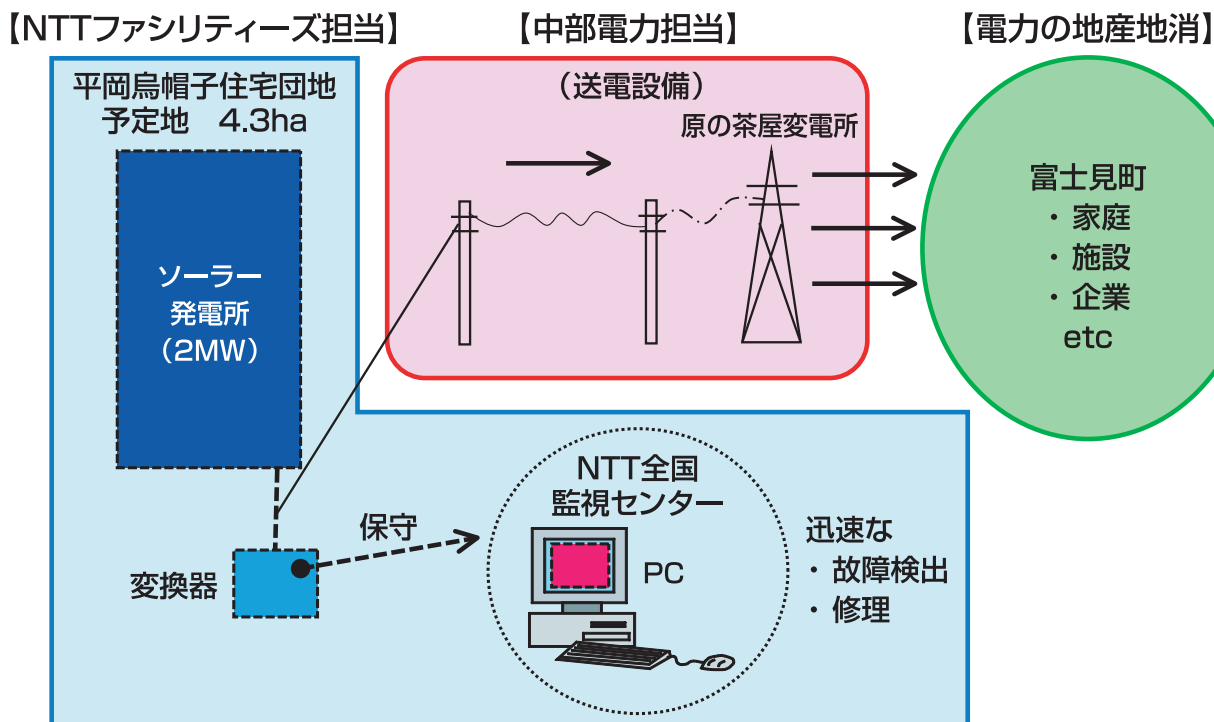 【NTTファシリティーズ担当】
平岡烏帽子住宅団地
予定地 4.3ha
ソーラー
発電所
(2MW)
変換器
保守
NTT全国
監視センター
PC
迅速な
・故障検出
・修理
【中部電力担当】
(送電設備)
原の茶屋変電所
【電力の地産地消】
富士見町
・家庭
・施設
・企業
etc